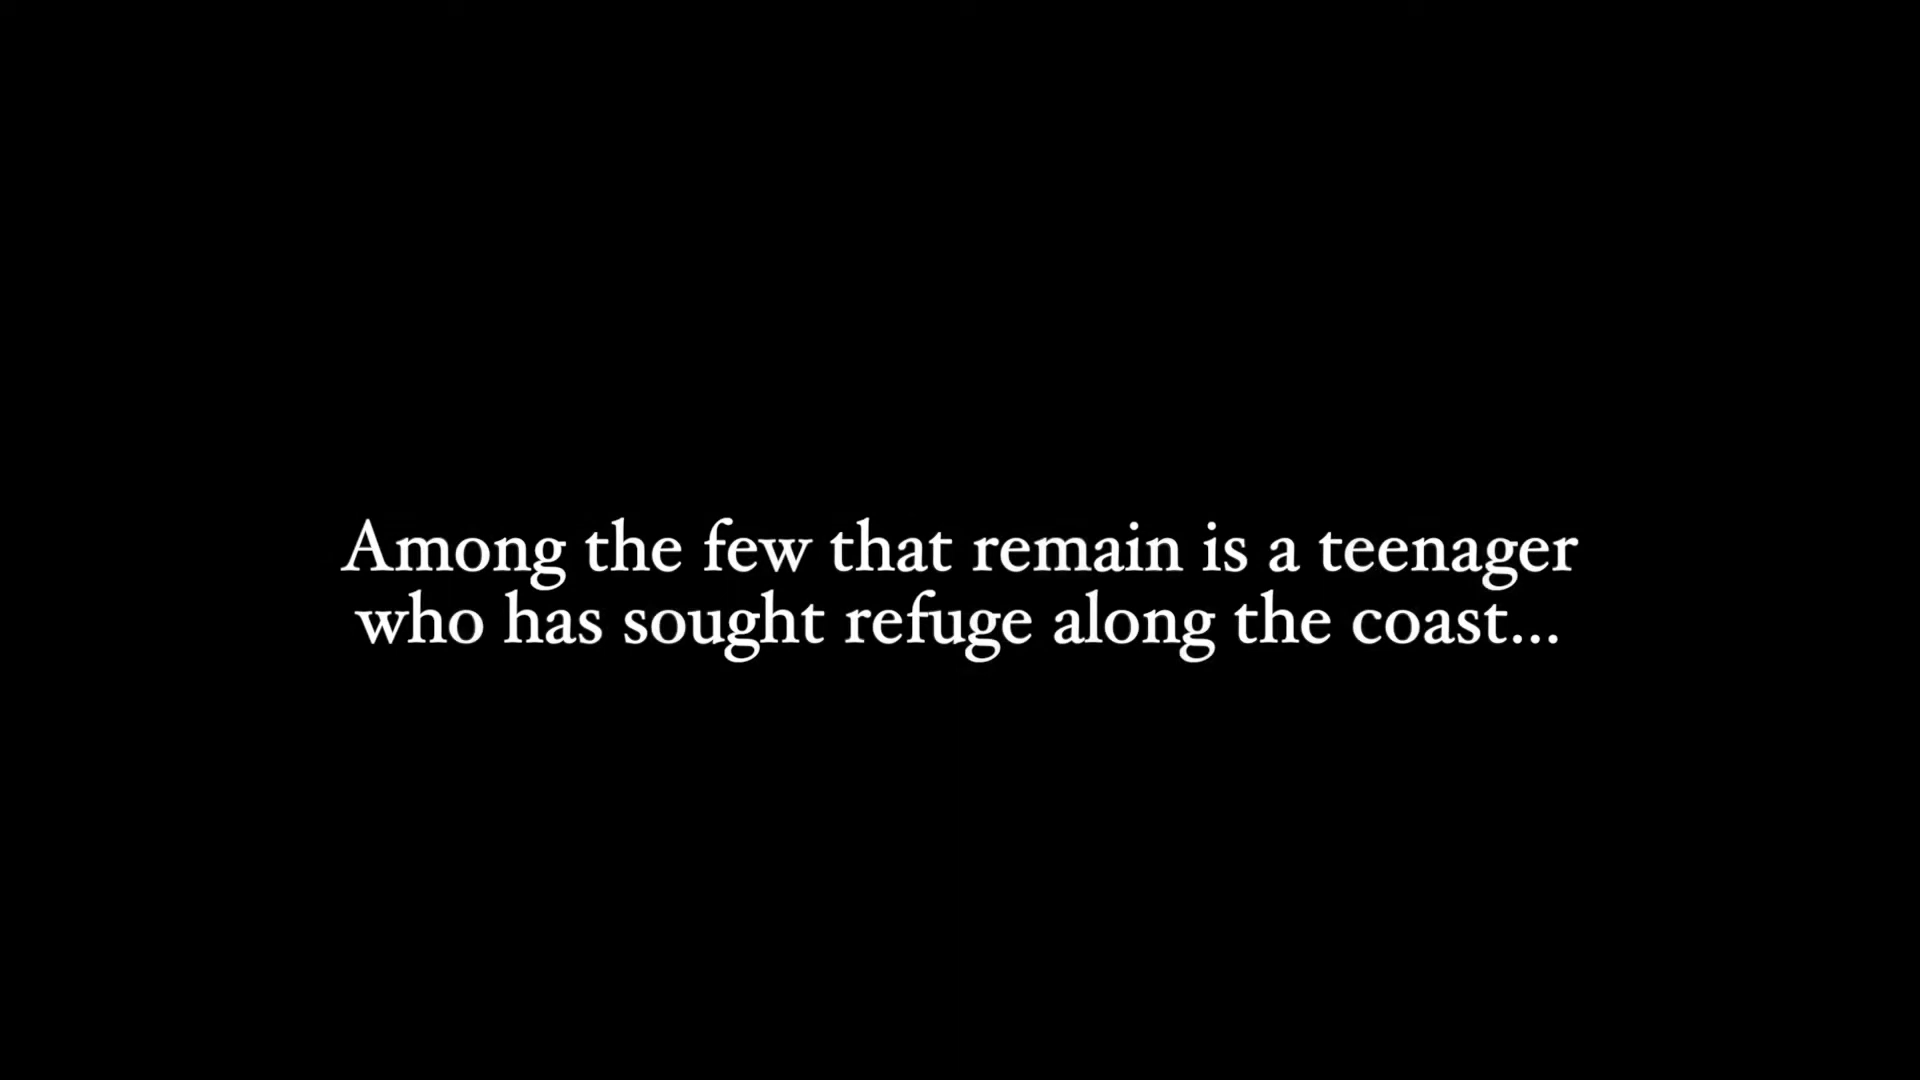 Among the few that remain is a teenager
who has sought refuge along the coast...